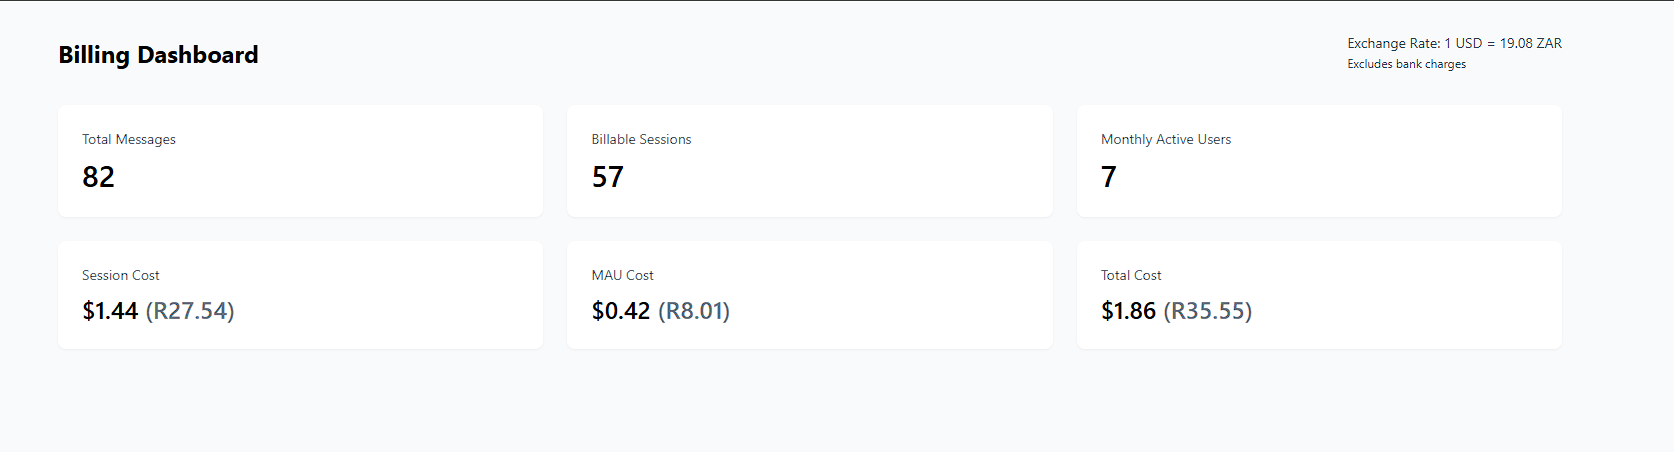 Billing Dashboard
Exchange Rate: 1 USD = 19.08 ZAR
Excludes bank charges
Total Messages
82
Billable Sessions
57
Monthly Active Users
7
Session Cost
$1.44 (R27.54)
MAU Cost
$0.42 (R8.01)
Total Cost
$1.86 (R35.55)